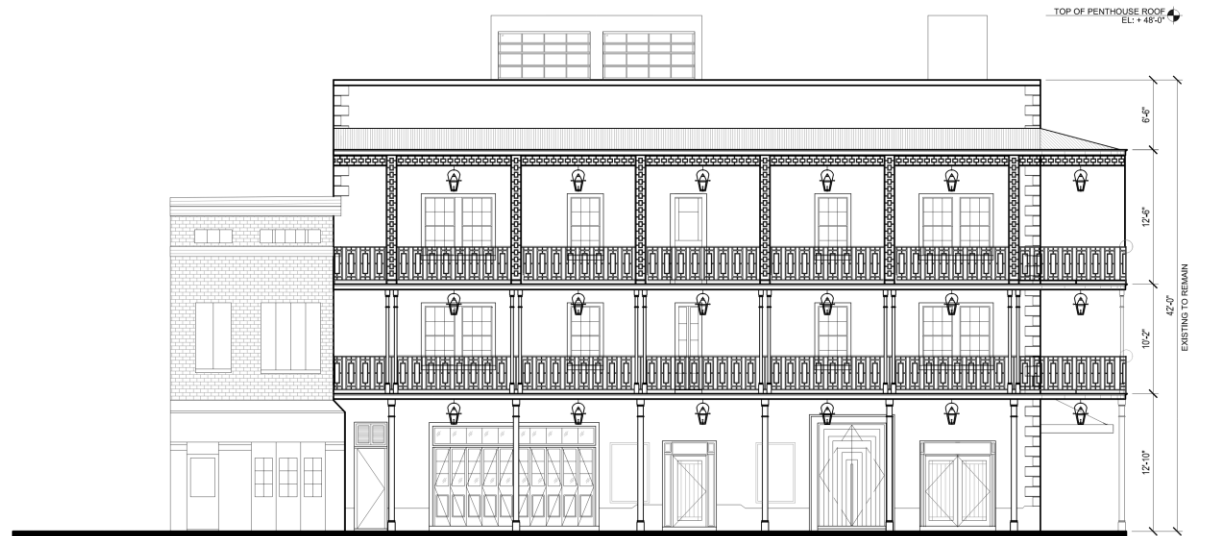 TOP OF PENTHOUSE ROOF
EL: + 48'-0"
6'-6"
12'-6"
10'-2"
12'-10"
42'-0"
EXISTING TO REMAIN